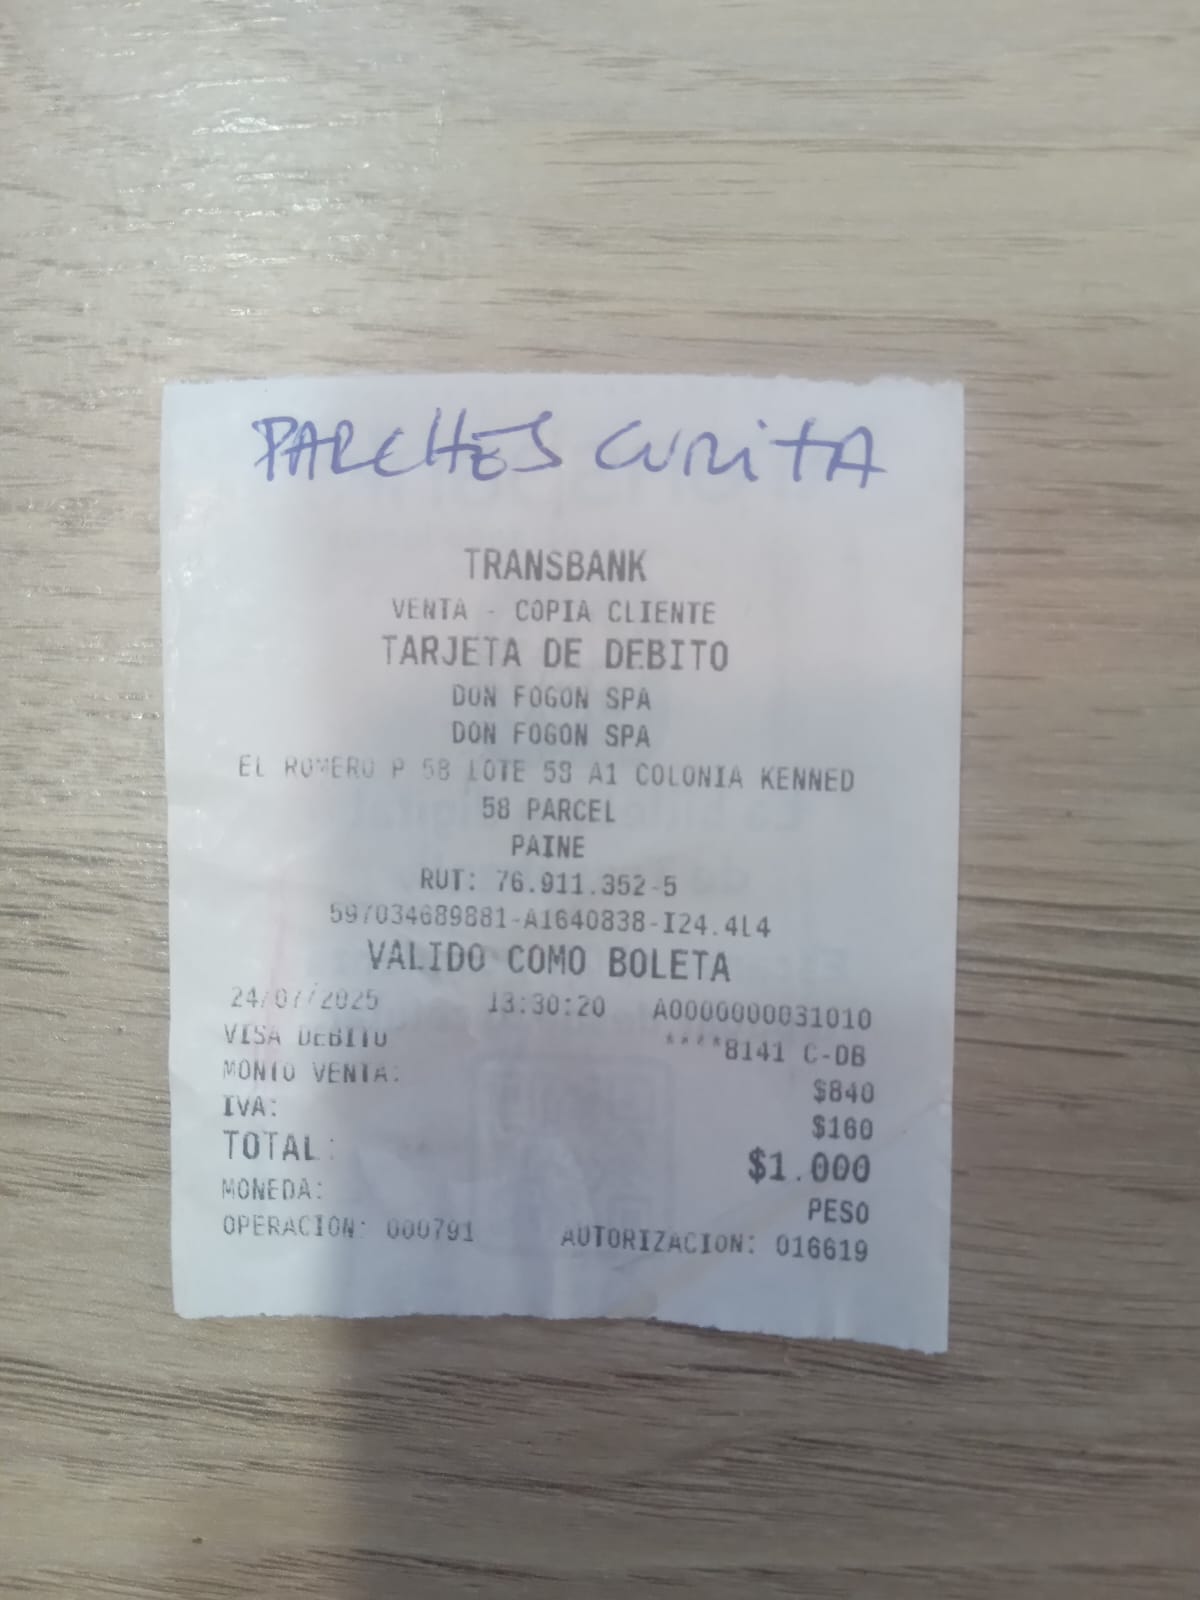 PARCHES CURITA
TRANSBANK
VENTA - COPIA CLIENTE
TARJETA DE DEBITO
DON FOGON SPA
DON FOGON SPA
EL ROMERO P 58 LOTE 58 A1 COLONIA KENNED
58 PARCEL
PAINE
RUT: 76.911.352-5
597034689881-A1640838-I24.4L4
VALIDO COMO BOLETA
24/07/2025 13:30:20 A0000000031010
VISA DEBITO ****8141 C-DB
MONTO VENTA: $840
IVA: $160
TOTAL: $1.000
MONEDA: PESO
OPERACION: 000791 AUTORIZACION: 016619